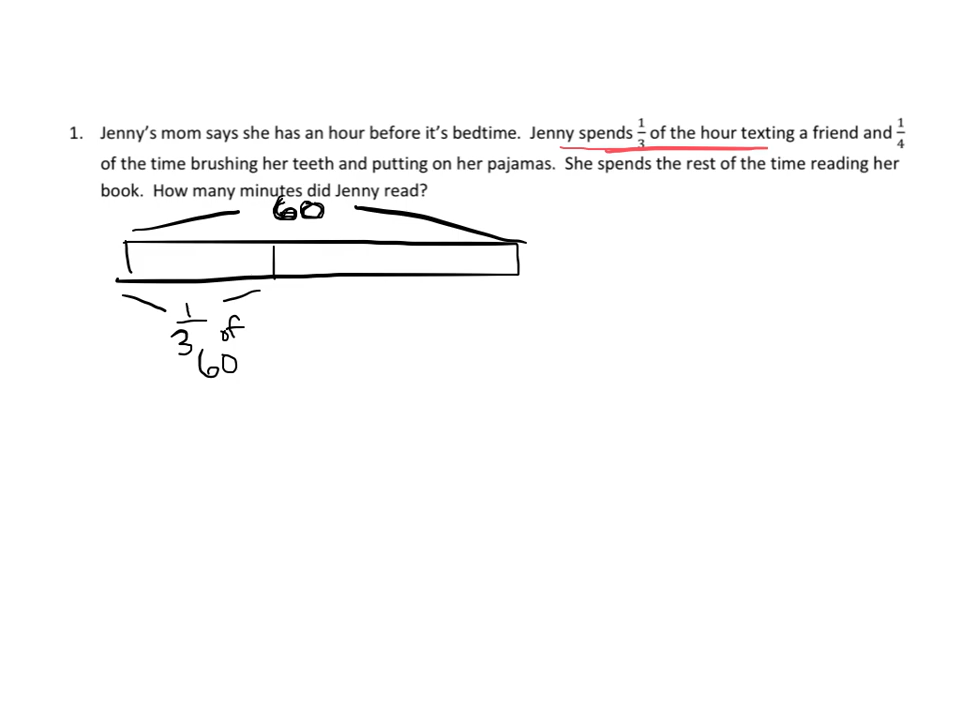 1. Jenny's mom says she has an hour before it's bedtime. Jenny spends 1/3 of the hour texting a friend and 1/4
of the time brushing her teeth and putting on her pajamas. She spends the rest of the time reading her
book. How many minutes did Jenny read?
60
1/3 of
60